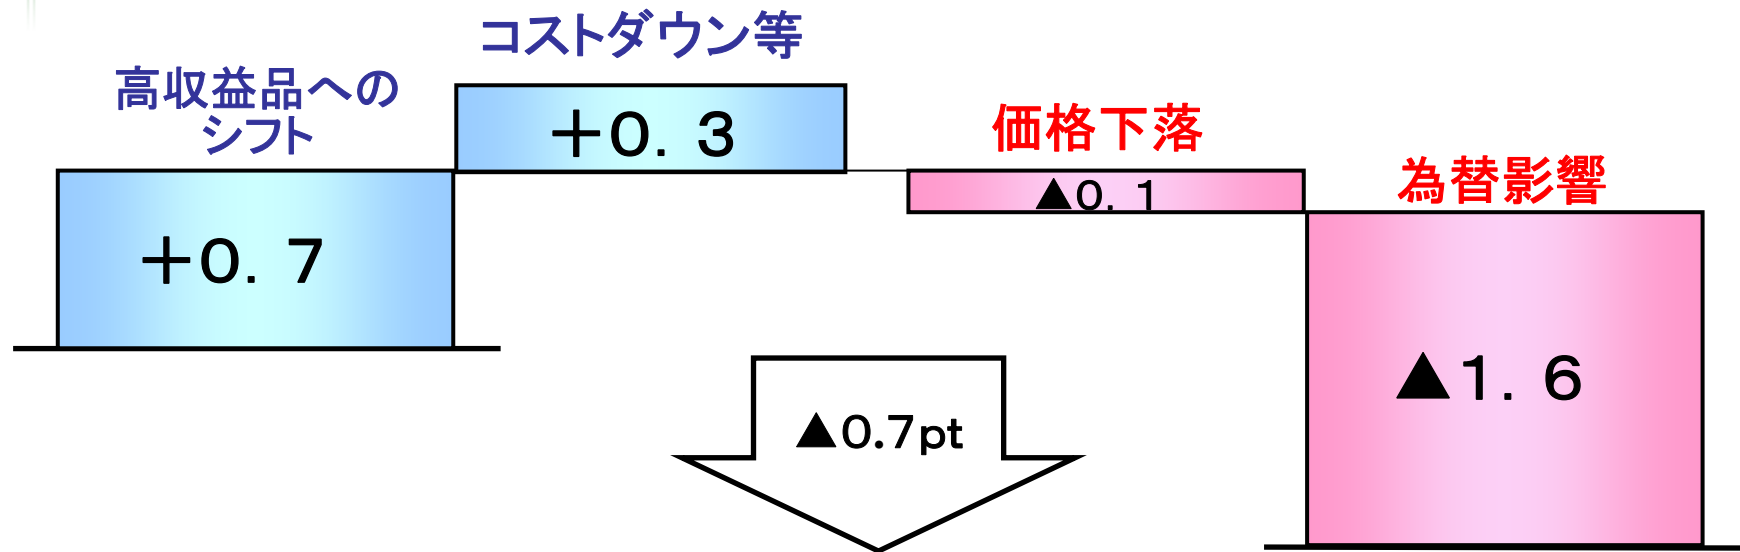 高収益品への
シフト
＋０．７
コストダウン等
＋０．３
価格下落
▲０．１
為替影響
▲１．６
▲０.７pt